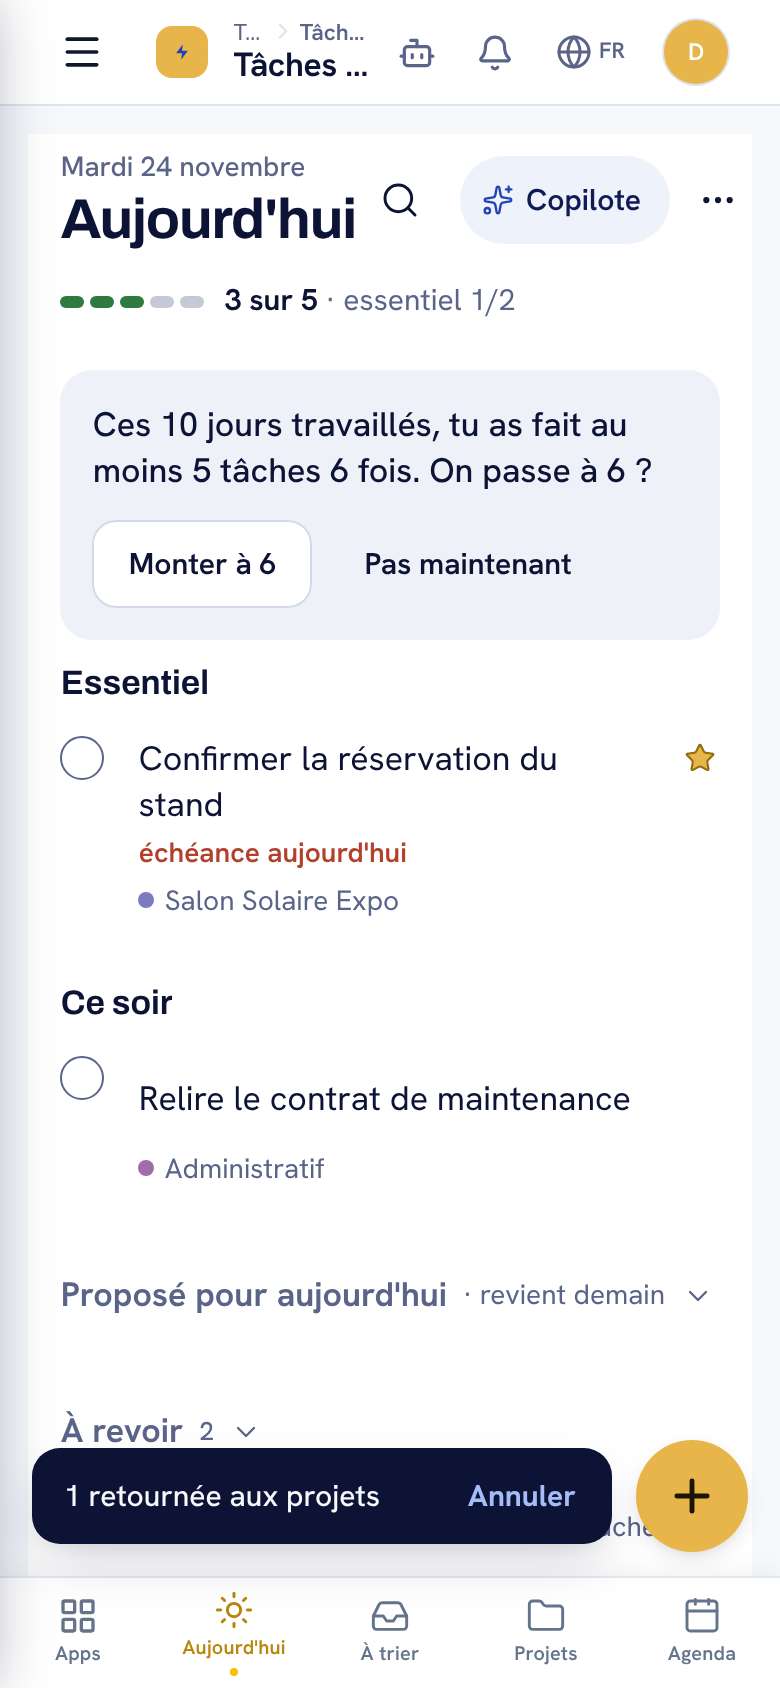 T... > Tâch...
Tâches ...
FR
D
Mardi 24 novembre
Aujourd'hui
Copilote
3 sur 5 · essentiel 1/2
Ces 10 jours travaillés, tu as fait au
moins 5 tâches 6 fois. On passe à 6 ?
Monter à 6
Pas maintenant
Essentiel
Confirmer la réservation du
stand
échéance aujourd'hui
Salon Solaire Expo
Ce soir
Relire le contrat de maintenance
Administratif
Proposé pour aujourd'hui · revient demain
À revoir 2
1 retournée aux projets
Annuler
Apps
Aujourd'hui
À trier
Projets
Agenda